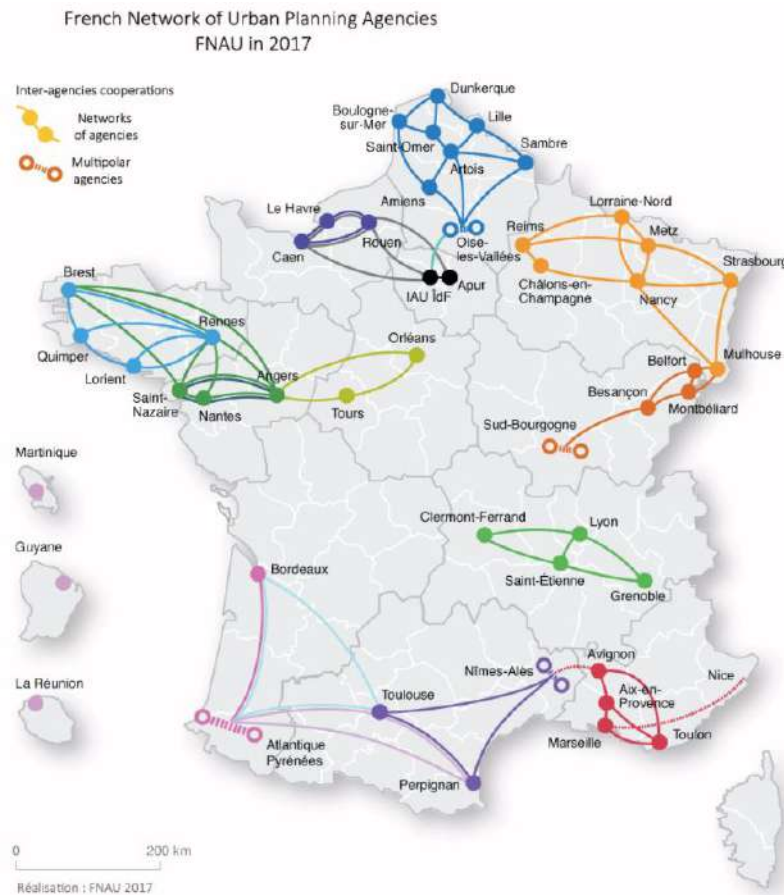 French Network of Urban Planning Agencies
FNAU in 2017
Inter-agencies cooperations
Networks
of agencies
Multipolar
agencies
Dunkerque
Boulogne-
sur-Mer
Lille
Saint-Omer
Sambre
Artois
Amiens
Lorraine-Nord
Le Havre
Reims
Metz
Rouen
Oise-
les-Vallées
Caen
Strasbourg
Brest
IAU IdF
Apur
Châlons-en-
Champagne
Nancy
Rennes
Orléans
Quimper
Mulhouse
Belfort
Lorient
Angers
Besançon
Saint-
Nazaire
Nantes
Tours
Montbéliard
Sud-Bourgogne
Martinique
Clermont-Ferrand
Lyon
Guyane
Bordeaux
Saint-Étienne
Grenoble
Avignon
Nîmes-Alès
Nice
La Réunion
Toulouse
Aix-en-
Provence
Marseille
Toulon
Atlantique
Pyrénées
Perpignan
0 200 km
Réalisation : FNAU 2017